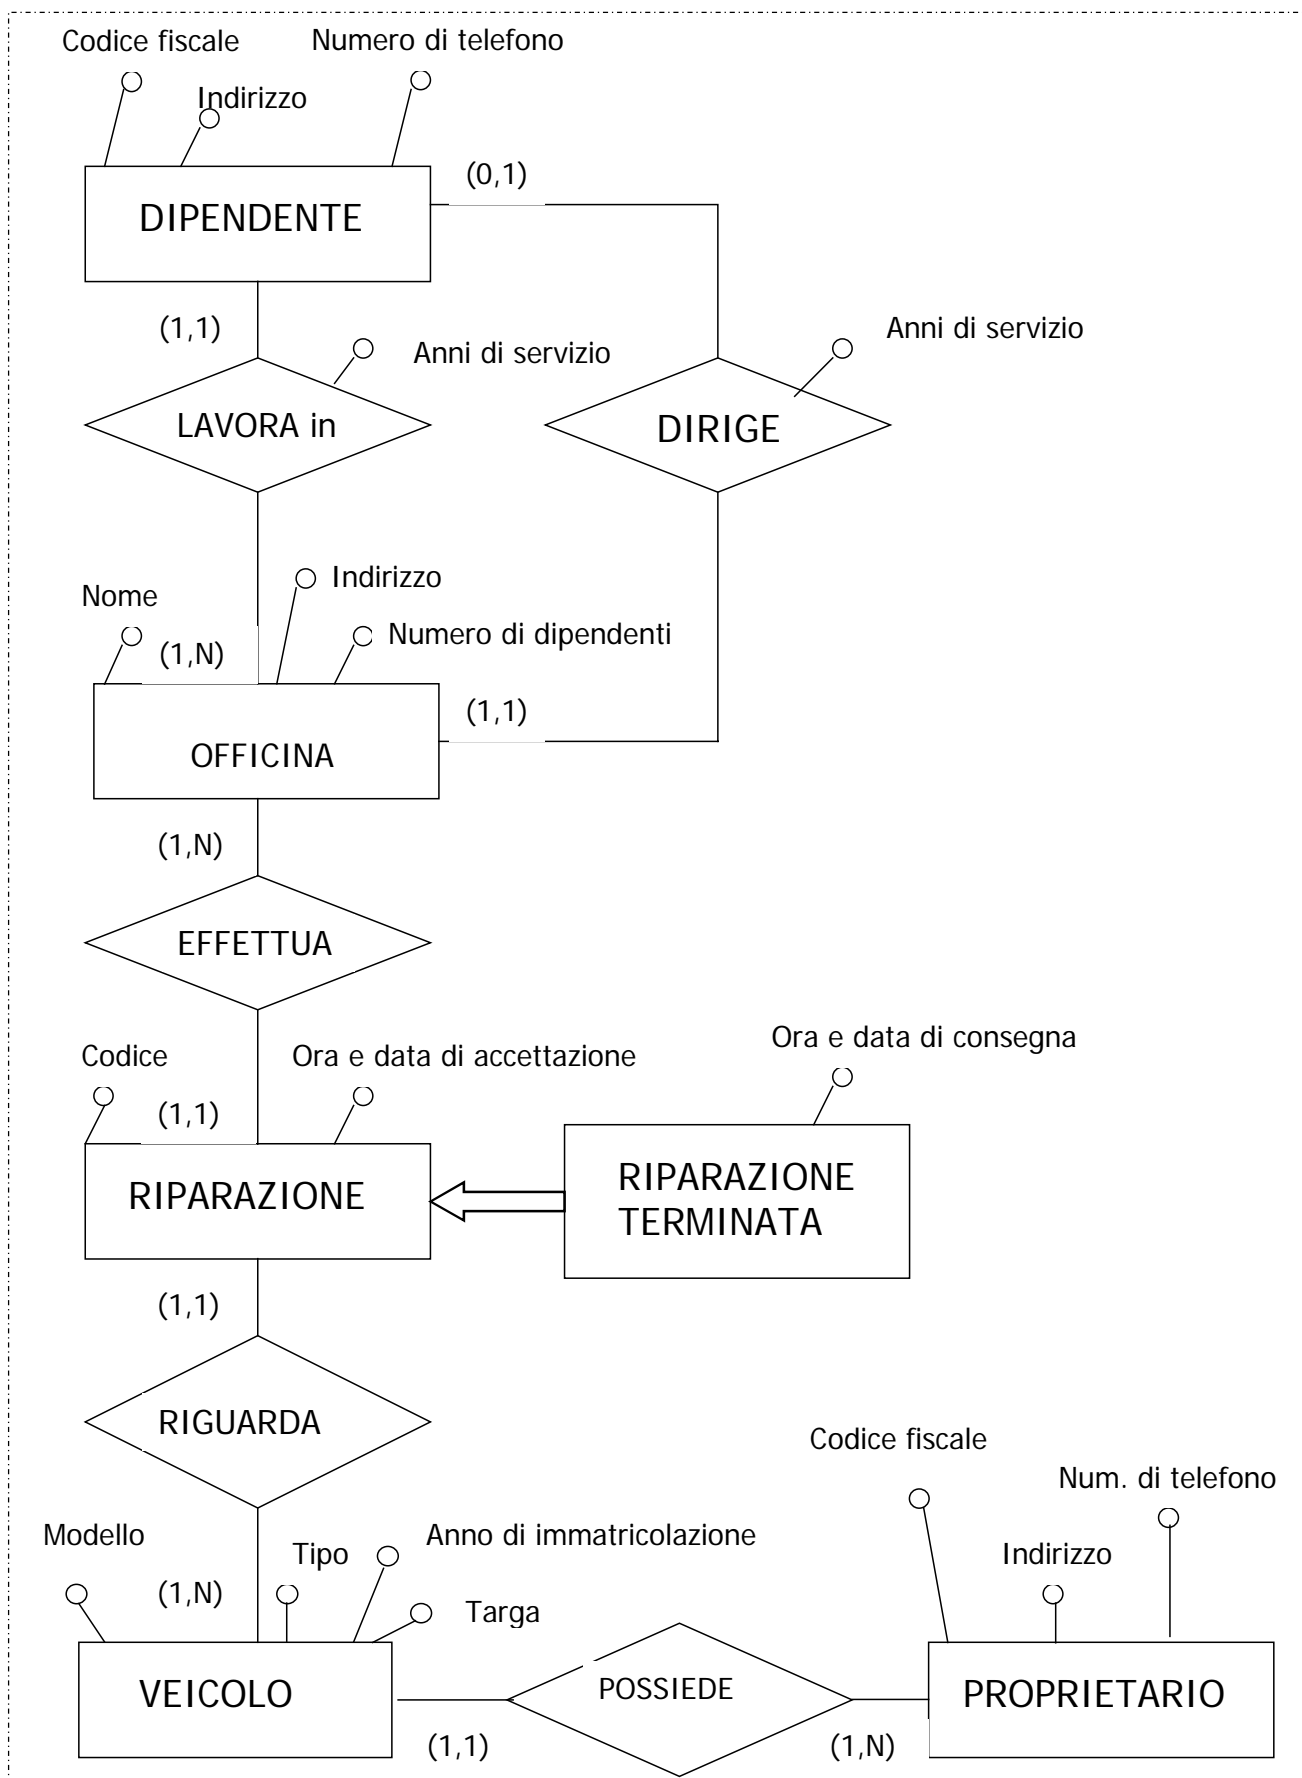 Codice fiscale
Numero di telefono
Indirizzo
(0,1)
DIPENDENTE
(1,1)
Anni di servizio
Anni di servizio
LAVORA in
DIRIGE
Indirizzo
Nome
Numero di dipendenti
(1,N)
(1,1)
OFFICINA
(1,N)
EFFETTUA
Ora e data di consegna
Codice
Ora e data di accettazione
(1,1)
RIPARAZIONE
RIPARAZIONE
TERMINATA
(1,1)
RIGUARDA
Codice fiscale
Num. di telefono
Modello
Anno di immatricolazione
Tipo
Indirizzo
(1,N)
Targa
VEICOLO
POSSIEDE
PROPRIETARIO
(1,1)
(1,N)